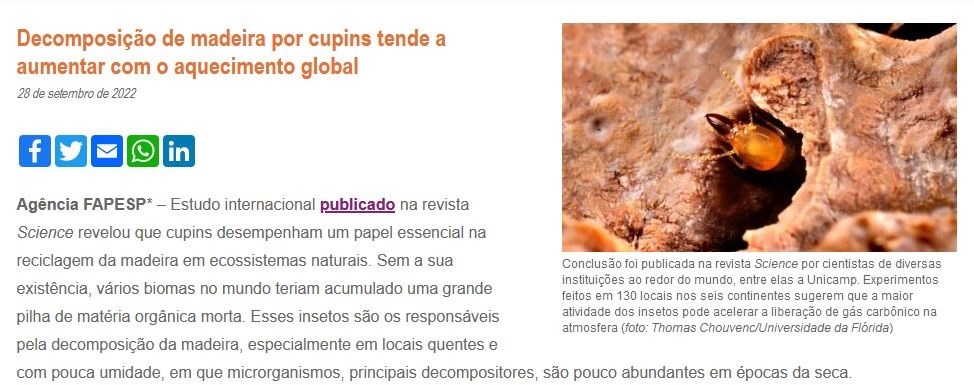 Decomposição de madeira por cupins tende a
aumentar com o aquecimento global
28 de setembro de 2022
Agência FAPESP* – Estudo internacional publicado na revista
Science revelou que cupins desempenham um papel essencial na
reciclagem da madeira em ecossistemas naturais. Sem a sua
existência, vários biomas no mundo teriam acumulado uma grande
pilha de matéria orgânica morta. Esses insetos são os responsáveis
pela decomposição da madeira, especialmente em locais quentes e
com pouca umidade, em que microrganismos, principais decompositores, são pouco abundantes em épocas da seca.
Conclusão foi publicada na revista Science por cientistas de diversas
instituições ao redor do mundo, entre elas a Unicamp. Experimentos
feitos em 130 locais nos seis continentes sugerem que a maior
atividade dos insetos pode acelerar a liberação de gás carbônico na
atmosfera (foto: Thomas Chouvenc/Universidade da Flórida)